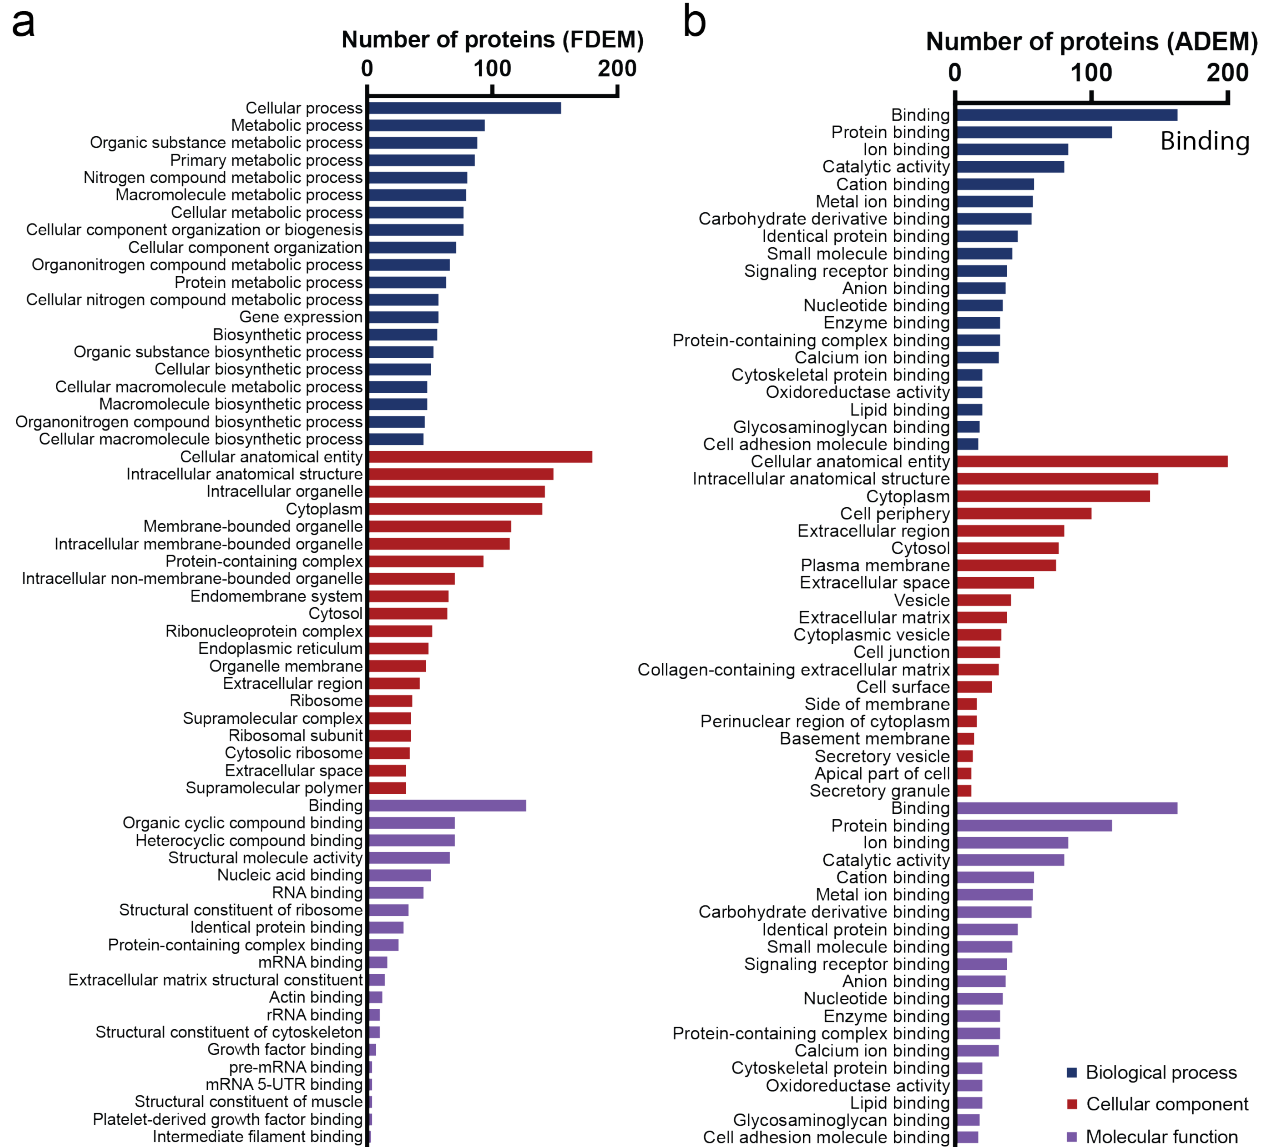 a
Number of proteins (FDEM)
0 100 200
Cellular process
Metabolic process
Organic substance metabolic process
Primary metabolic process
Nitrogen compound metabolic process
Macromolecule metabolic process
Cellular metabolic process
Cellular component organization or biogenesis
Cellular component organization
Organonitrogen compound metabolic process
Protein metabolic process
Cellular nitrogen compound metabolic process
Gene expression
Biosynthetic process
Organic substance biosynthetic process
Cellular biosynthetic process
Cellular macromolecule metabolic process
Macromolecule biosynthetic process
Organonitrogen compound biosynthetic process
Cellular macromolecule biosynthetic process
Cellular anatomical entity
Intracellular anatomical structure
Intracellular organelle
Cytoplasm
Membrane-bounded organelle
Intracellular membrane-bounded organelle
Protein-containing complex
Intracellular non-membrane-bounded organelle
Endomembrane system
Cytosol
Ribonucleoprotein complex
Endoplasmic reticulum
Organelle membrane
Extracellular region
Ribosome
Supramolecular complex
Ribosomal subunit
Cytosolic ribosome
Extracellular space
Supramolecular polymer
Binding
Organic cyclic compound binding
Heterocyclic compound binding
Structural molecule activity
Nucleic acid binding
RNA binding
Structural constituent of ribosome
Identical protein binding
Protein-containing complex binding
mRNA binding
Extracellular matrix structural constituent
Actin binding
rRNA binding
Structural constituent of cytoskeleton
Growth factor binding
pre-mRNA binding
mRNA 5-UTR binding
Structural constituent of muscle
Platelet-derived growth factor binding
Intermediate filament binding
b
Number of proteins (ADEM)
0 100 200
Binding
Protein binding
Binding
Ion binding
Catalytic activity
Cation binding
Metal ion binding
Carbohydrate derivative binding
Identical protein binding
Small molecule binding
Signaling receptor binding
Anion binding
Nucleotide binding
Enzyme binding
Protein-containing complex binding
Calcium ion binding
Cytoskeletal protein binding
Oxidoreductase activity
Lipid binding
Glycosaminoglycan binding
Cell adhesion molecule binding
Cellular anatomical entity
Intracellular anatomical structure
Cytoplasm
Cell periphery
Extracellular region
Cytosol
Plasma membrane
Extracellular space
Vesicle
Extracellular matrix
Cytoplasmic vesicle
Cell junction
Collagen-containing extracellular matrix
Cell surface
Side of membrane
Perinuclear region of cytoplasm
Basement membrane
Secretory vesicle
Apical part of cell
Secretory granule
Binding
Protein binding
Ion binding
Catalytic activity
Cation binding
Metal ion binding
Carbohydrate derivative binding
Identical protein binding
Small molecule binding
Signaling receptor binding
Anion binding
Nucleotide binding
Enzyme binding
Protein-containing complex binding
Calcium ion binding
Cytoskeletal protein binding
Oxidoreductase activity
Lipid binding
Glycosaminoglycan binding
Cell adhesion molecule binding
Biological process
Cellular component
Molecular function